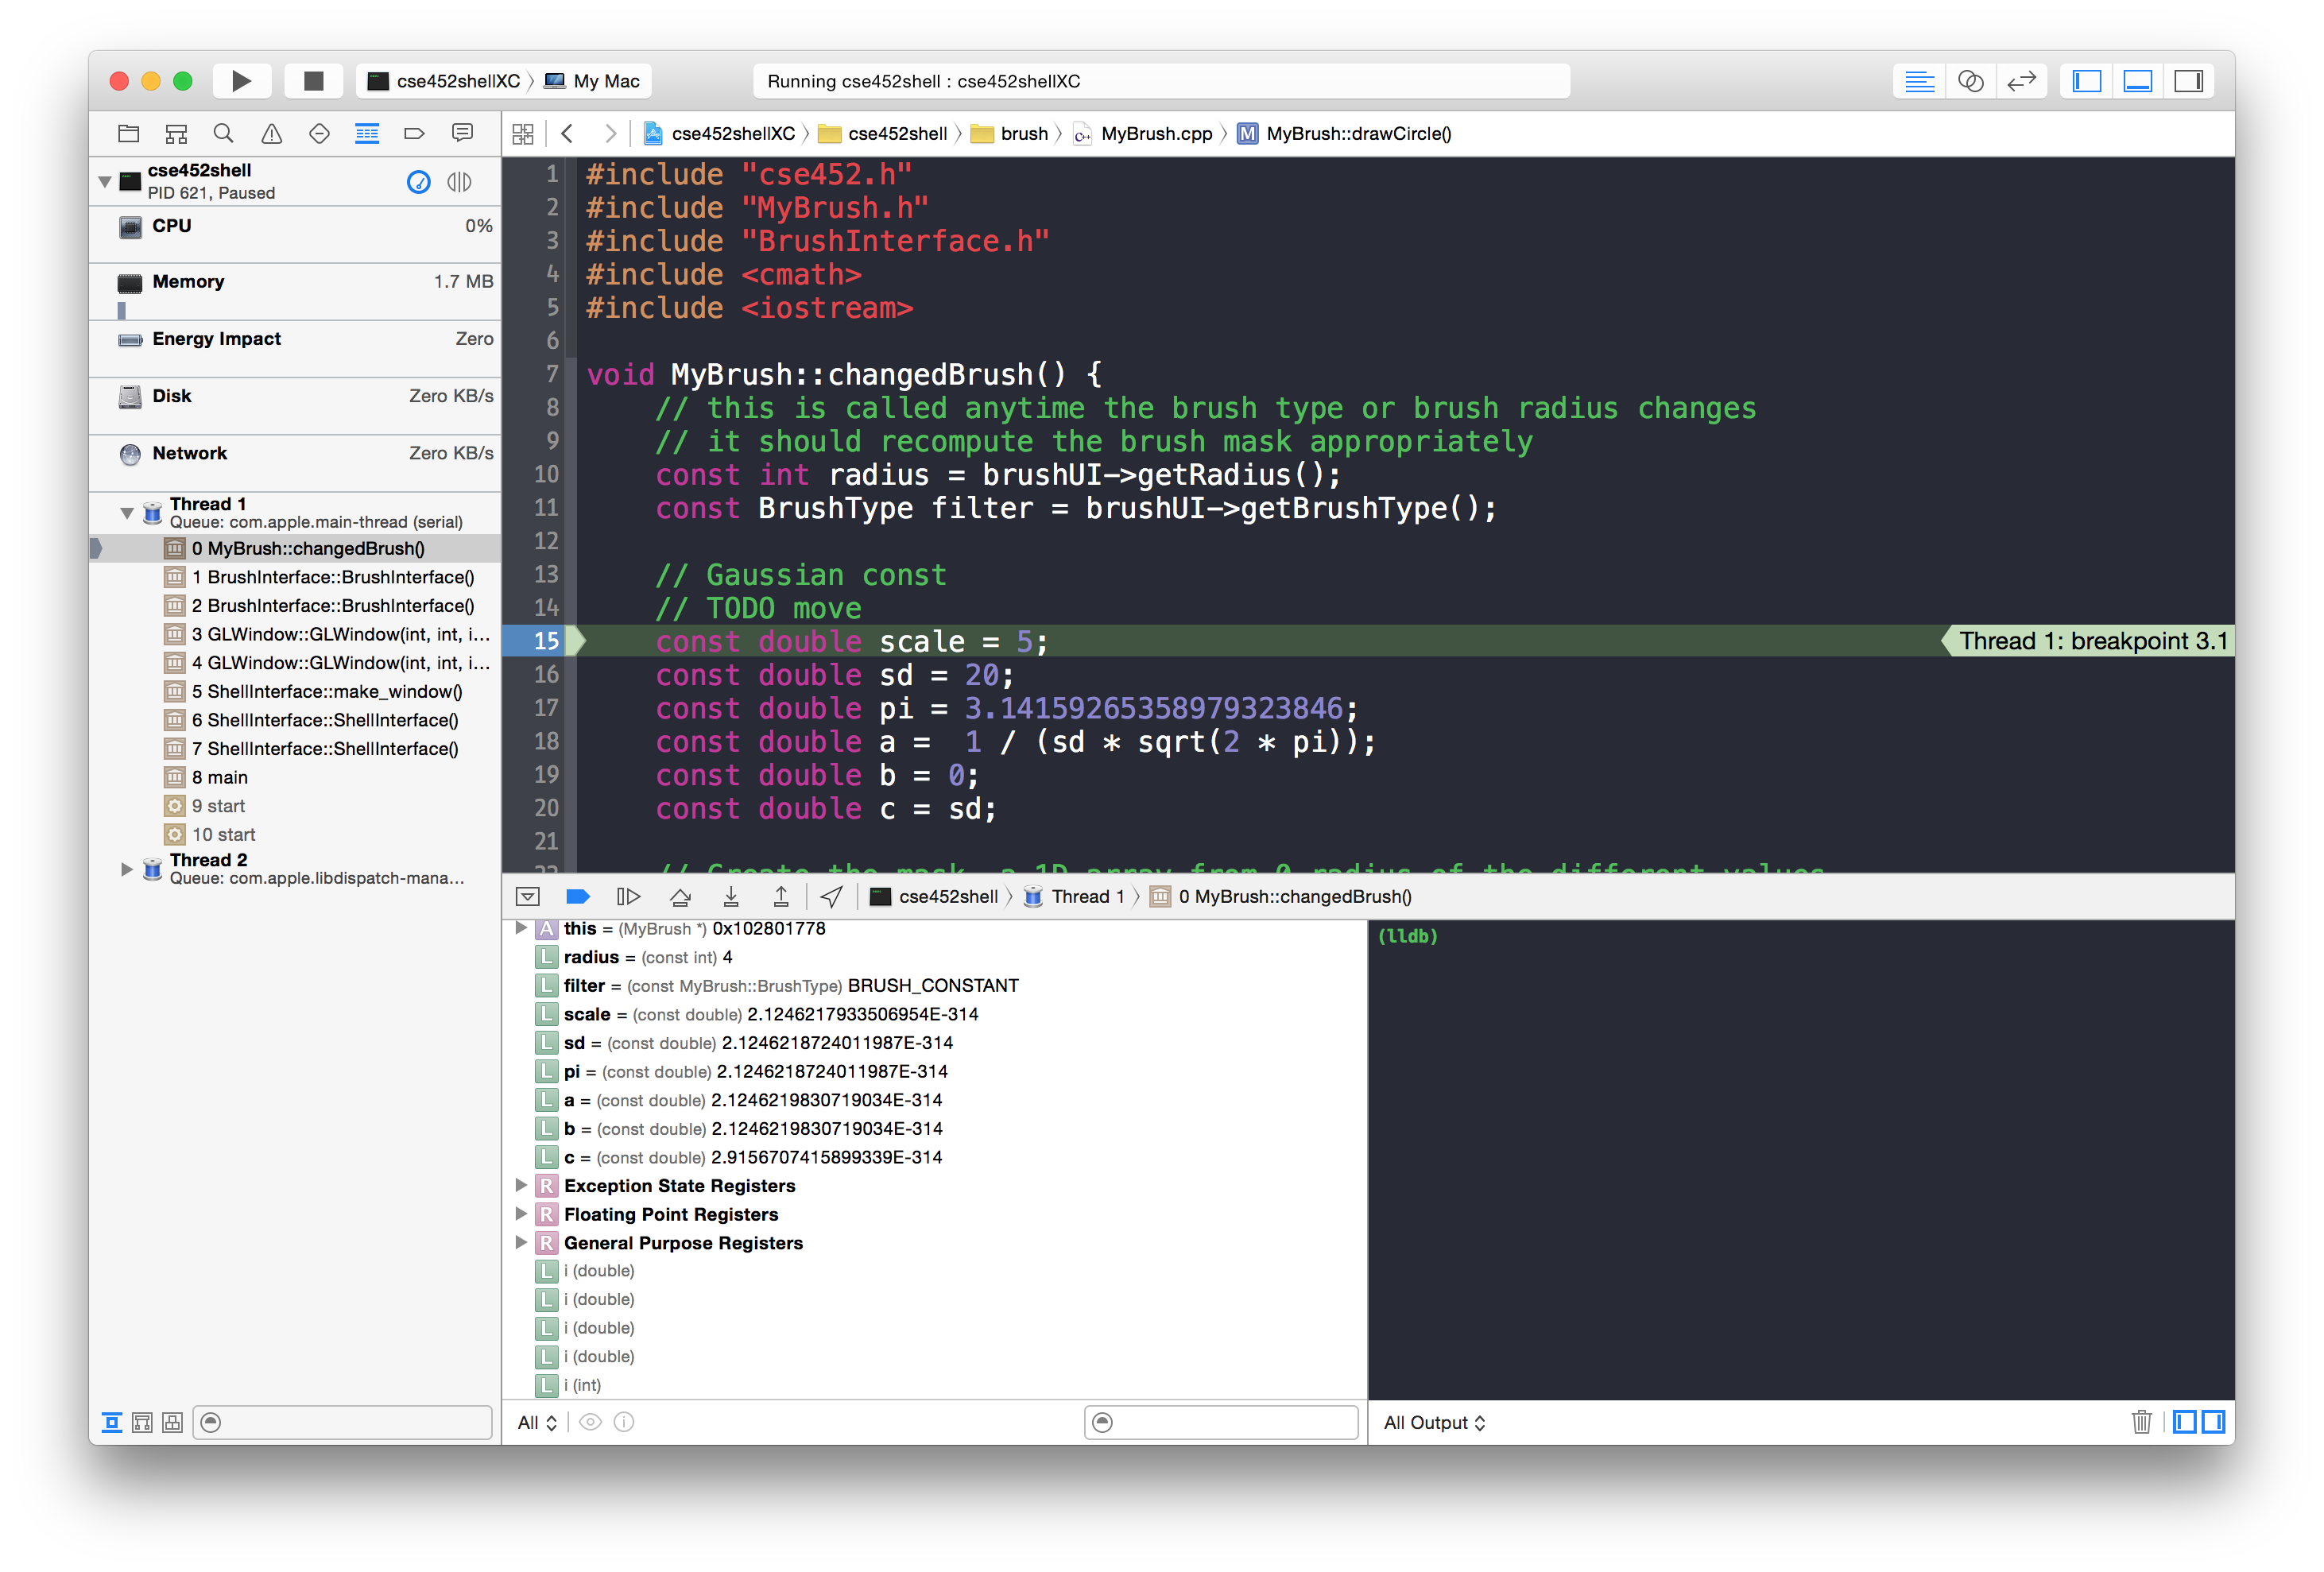 cse452shellXC 〉 My Mac
Running cse452shell : cse452shellXC
cse452shellXC 〉 cse452shell 〉 brush 〉 MyBrush.cpp 〉 M MyBrush::drawCircle()
cse452shell
PID 621, Paused
CPU 0%
Memory 1.7 MB
Energy Impact Zero
Disk Zero KB/s
Network Zero KB/s
Thread 1
Queue: com.apple.main-thread (serial)
0 MyBrush::changedBrush()
1 BrushInterface::BrushInterface()
2 BrushInterface::BrushInterface()
3 GLWindow::GLWindow(int, int, i...
4 GLWindow::GLWindow(int, int, i...
5 ShellInterface::make_window()
6 ShellInterface::ShellInterface()
7 ShellInterface::ShellInterface()
8 main
9 start
10 start
Thread 2
Queue: com.apple.libdispatch-mana...
1 #include "cse452.h"
2 #include "MyBrush.h"
3 #include "BrushInterface.h"
4 #include <cmath>
5 #include <iostream>
6
7 void MyBrush::changedBrush() {
8 // this is called anytime the brush type or brush radius changes
9 // it should recompute the brush mask appropriately
10 const int radius = brushUI->getRadius();
11 const BrushType filter = brushUI->getBrushType();
12
13 // Gaussian const
14 // TODO move
15 const double scale = 5; Thread 1: breakpoint 3.1
16 const double sd = 20;
17 const double pi = 3.14159265358979323846;
18 const double a =  1 / (sd * sqrt(2 * pi));
19 const double b = 0;
20 const double c = sd;
21
22 // Create the mask, a 1D array from 0-radius of the different values
cse452shell 〉 Thread 1 〉 0 MyBrush::changedBrush()
A this = (MyBrush *) 0x102801778
L radius = (const int) 4
L filter = (const MyBrush::BrushType) BRUSH_CONSTANT
L scale = (const double) 2.1246217933506954E-314
L sd = (const double) 2.1246218724011987E-314
L pi = (const double) 2.1246218724011987E-314
L a = (const double) 2.1246219830719034E-314
L b = (const double) 2.1246219830719034E-314
L c = (const double) 2.9156707415899339E-314
R Exception State Registers
R Floating Point Registers
R General Purpose Registers
L i (double)
L i (double)
L i (double)
L i (double)
L i (int)
(lldb)
All
All Output